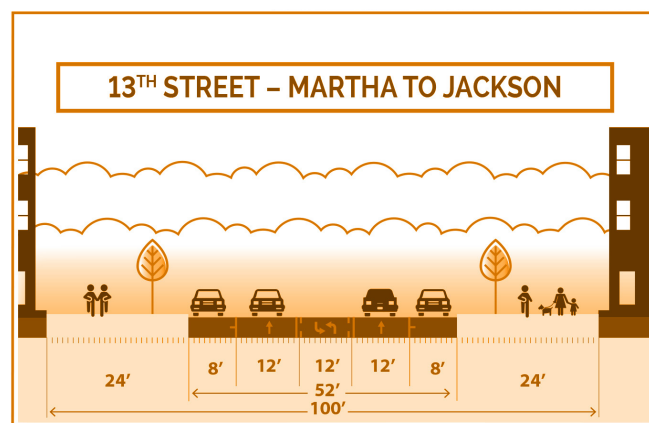 13TH STREET – MARTHA TO JACKSON
24′ 8′ 12′ 12′ 12′ 8′ 24′
52′
100′